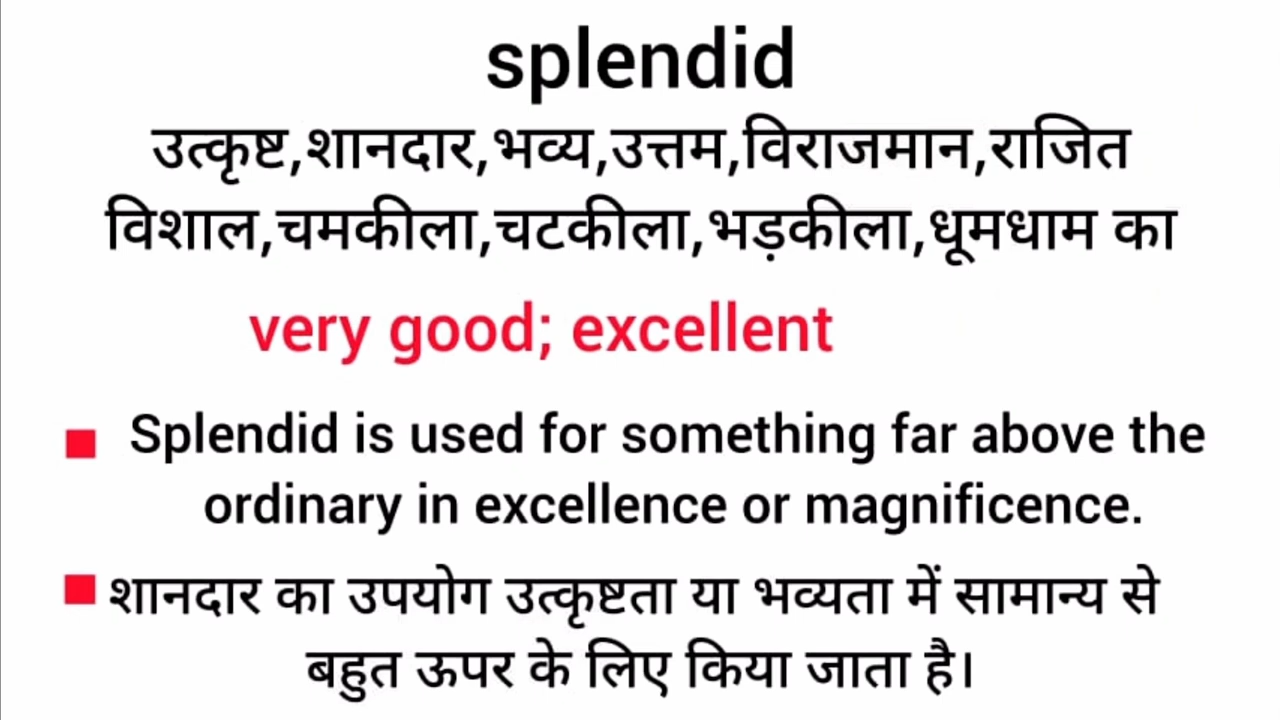 splendid
उत्कृष्ट,शानदार,भव्य,उत्तम,विराजमान,राजित
विशाल,चमकीला,चटकीला,भड़कीला,धूमधाम का
very good; excellent
Splendid is used for something far above the
ordinary in excellence or magnificence.
शानदार का उपयोग उत्कृष्टता या भव्यता में सामान्य से
बहुत ऊपर के लिए किया जाता है।